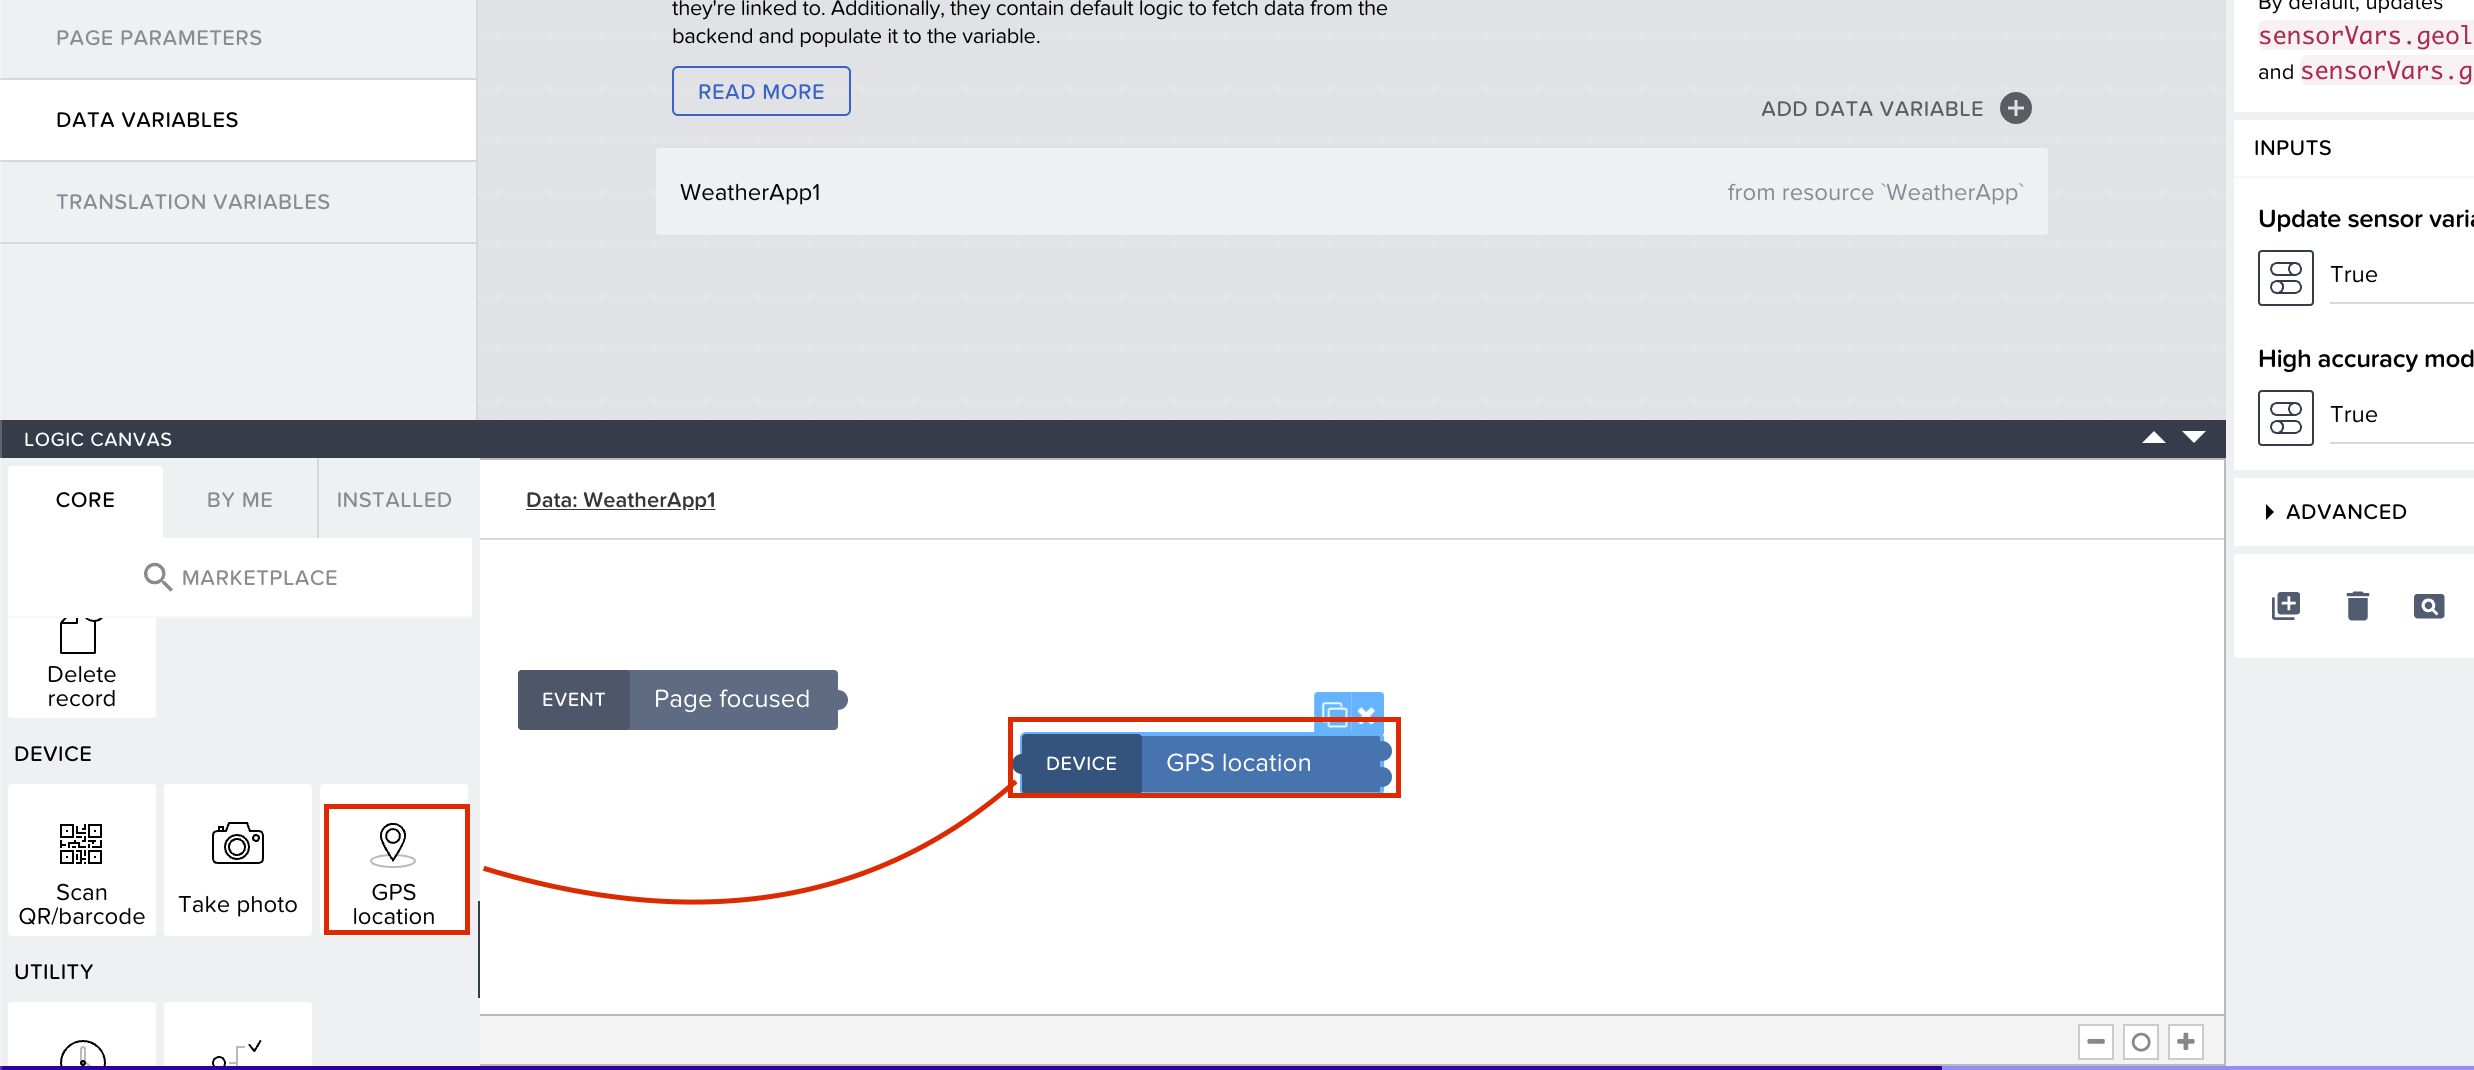 PAGE PARAMETERS
DATA VARIABLES
TRANSLATION VARIABLES
they're linked to. Additionally, they contain default logic to fetch data from the
backend and populate it to the variable.
READ MORE
ADD DATA VARIABLE
WeatherApp1
from resource `WeatherApp`
By default, updates
sensorVars.geol
and sensorVars.g
INPUTS
Update sensor varia
True
High accuracy mod
True
ADVANCED
LOGIC CANVAS
CORE
BY ME
INSTALLED
MARKETPLACE
Delete
record
DEVICE
Scan
QR/barcode
Take photo
GPS
location
UTILITY
Data: WeatherApp1
EVENT
Page focused
DEVICE
GPS location